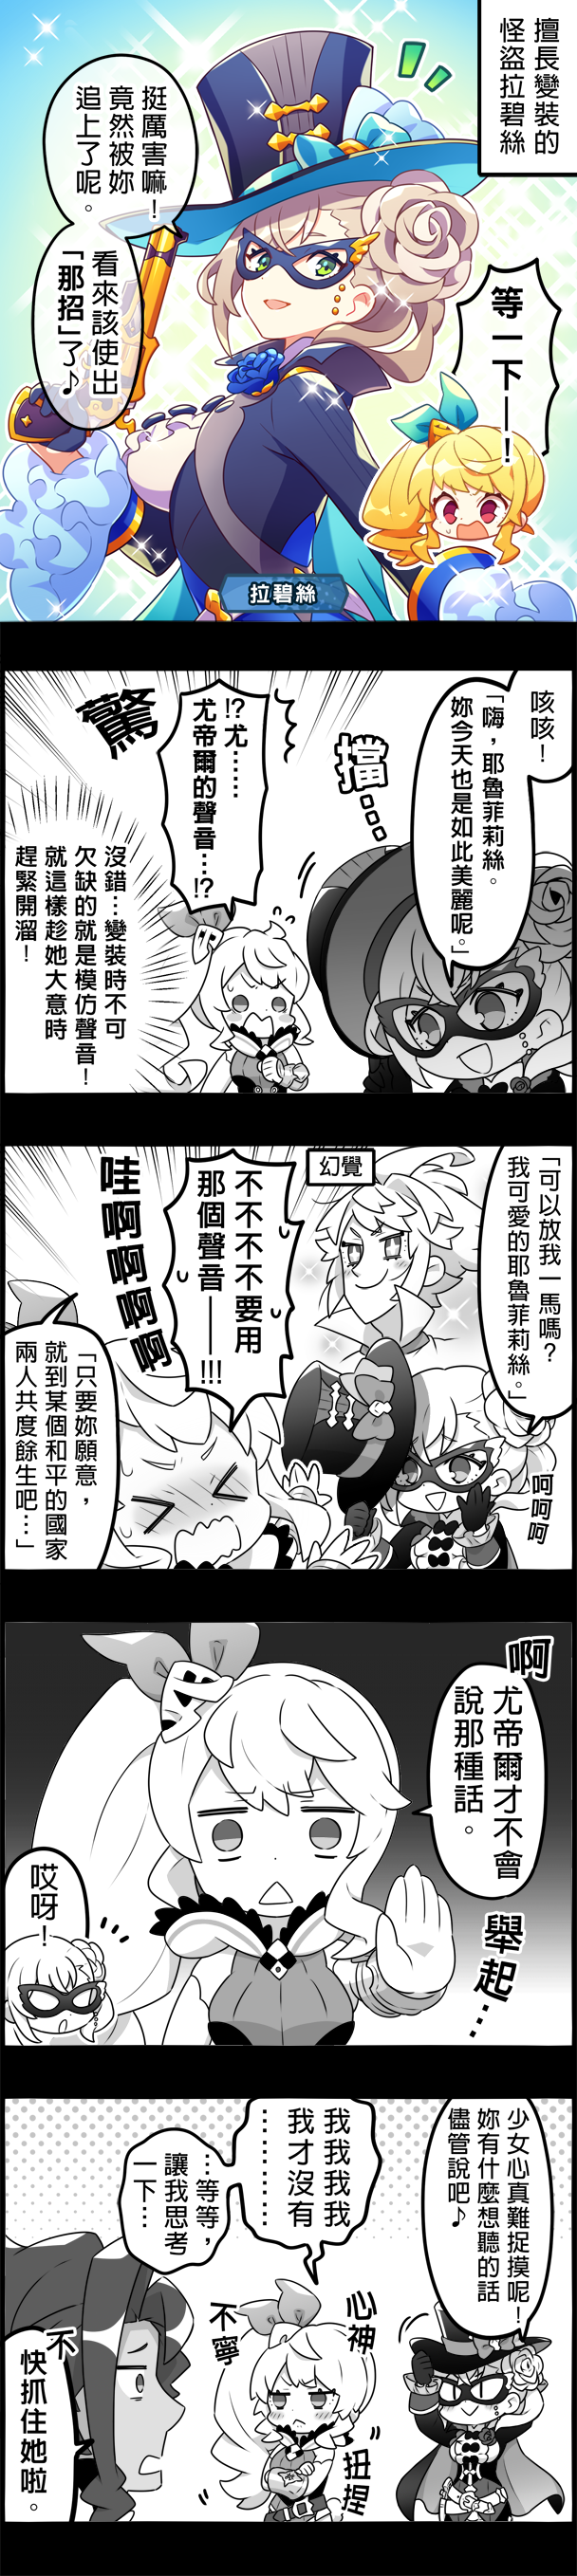 擅長變裝的
怪盜拉碧絲
等一下——！
挺厲害嘛！
竟然被妳
追上了呢。
看來該使出
「那招」了♪
拉碧絲
咳咳！
「嗨，耶魯菲莉絲。
妳今天也是如此美麗呢。」
擋…
!?尤……
尤帝爾的聲音…!?
驚
沒錯…變裝時不可
欠缺的就是模仿聲音！
就這樣趁她大意時
趕緊開溜！
「可以放我一馬嗎？
我可愛的耶魯菲莉絲。」
呵呵呵
幻覺
不不不不要用
那個聲音——!!!
哇啊啊啊啊
「只要妳願意，
就到某個和平的國家
兩人共度餘生吧…」
啊
尤帝爾才不會
說那種話。
舉起…
哎呀！
少女心真難捉摸呢！
妳有什麼想聽的話
儘管說吧♪
我我我我
我才沒有
…………
…等等，
讓我思考
一下…
心神
不寧
扭捏
不
快抓住她啦。